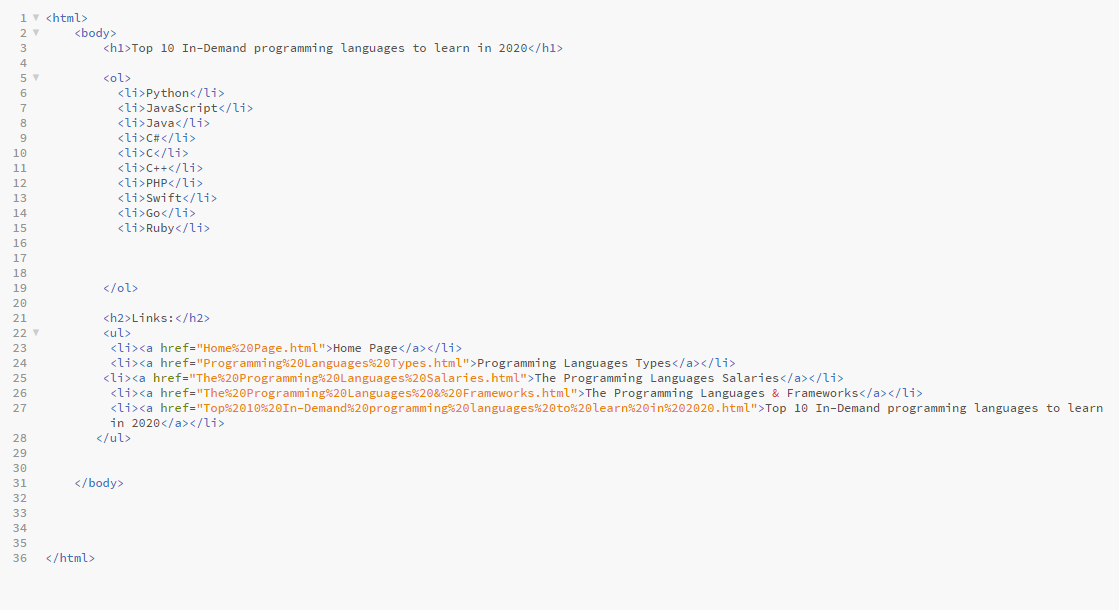 1 <html>
2 <body>
3 <h1>Top 10 In-Demand programming languages to learn in 2020</h1>
4
5 <ol>
6 <li>Python</li>
7 <li>JavaScript</li>
8 <li>Java</li>
9 <li>C#</li>
10 <li>C</li>
11 <li>C++</li>
12 <li>PHP</li>
13 <li>Swift</li>
14 <li>Go</li>
15 <li>Ruby</li>
16
17
18
19 </ol>
20
21 <h2>Links:</h2>
22 <ul>
23 <li><a href="Home%20Page.html">Home Page</a></li>
24 <li><a href="Programming%20Languages%20Types.html">Programming Languages Types</a></li>
25 <li><a href="The%20Programming%20Languages%20Salaries.html">The Programming Languages Salaries</a></li>
26 <li><a href="The%20Programming%20Languages%20&%20Frameworks.html">The Programming Languages & Frameworks</a></li>
27 <li><a href="Top%2010%20In-Demand%20programming%20languages%20to%20learn%20in%202020.html">Top 10 In-Demand programming languages to learn
in 2020</a></li>
28 </ul>
29
30
31 </body>
32
33
34
35
36 </html>